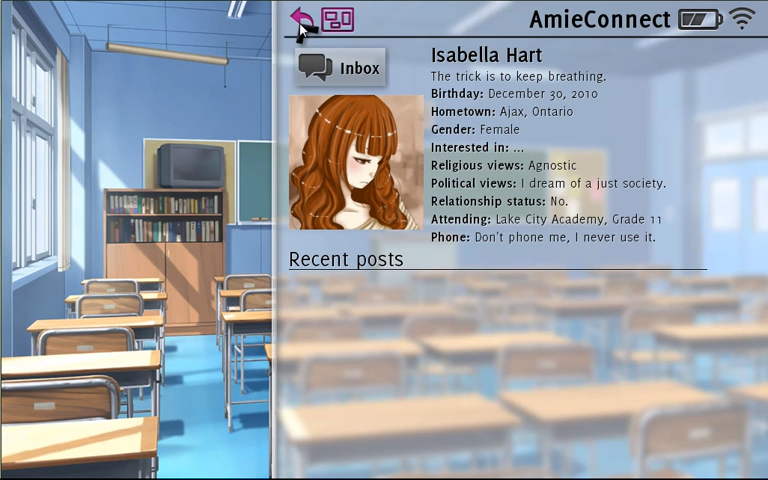 AmieConnect
Inbox
Isabella Hart
The trick is to keep breathing.
Birthday: December 30, 2010
Hometown: Ajax, Ontario
Gender: Female
Interested in: ...
Religious views: Agnostic
Political views: I dream of a just society.
Relationship status: No.
Attending: Lake City Academy, Grade 11
Phone: Don't phone me, I never use it.
Recent posts